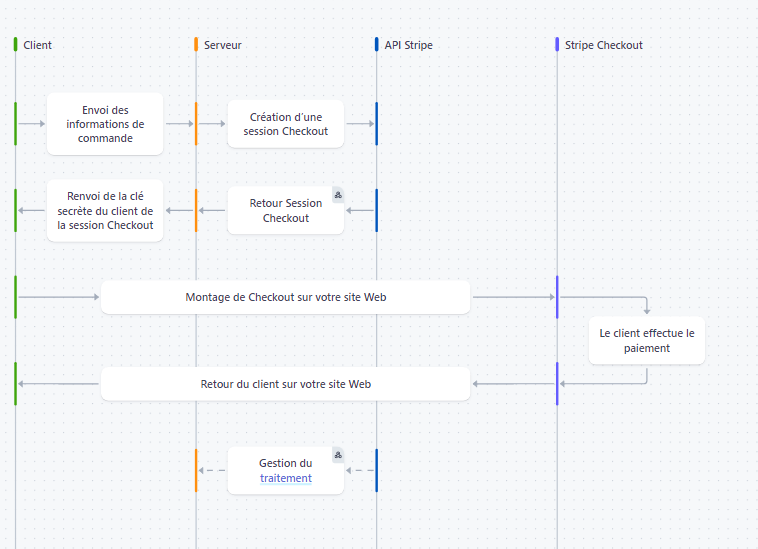 Client
Serveur
API Stripe
Stripe Checkout
Envoi des
informations de
commande
Création d'une
session Checkout
Renvoi de la clé
secrète du client de
la session Checkout
Retour Session
Checkout
Montage de Checkout sur votre site Web
Le client effectue le
paiement
Retour du client sur votre site Web
Gestion du
traitement